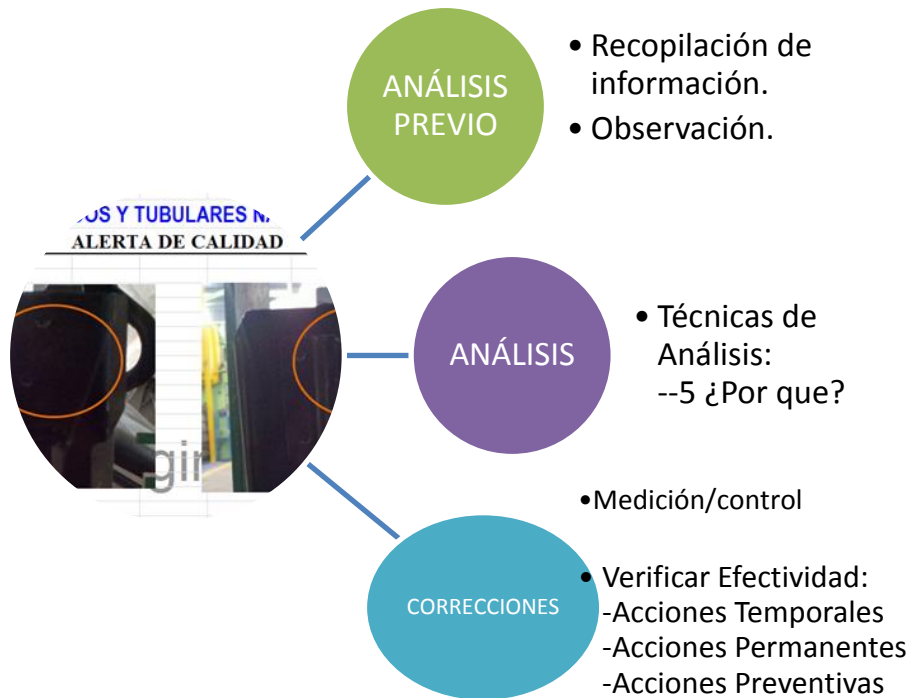 ANÁLISIS
PREVIO
• Recopilación de
información.
• Observación.
Y TUBULARES
ALERTA DE CALIDAD
ANÁLISIS
• Técnicas de
Análisis:
--5 ¿Por que?
CORRECCIONES
•Medición/control
• Verificar Efectividad:
-Acciones Temporales
-Acciones Permanentes
-Acciones Preventivas